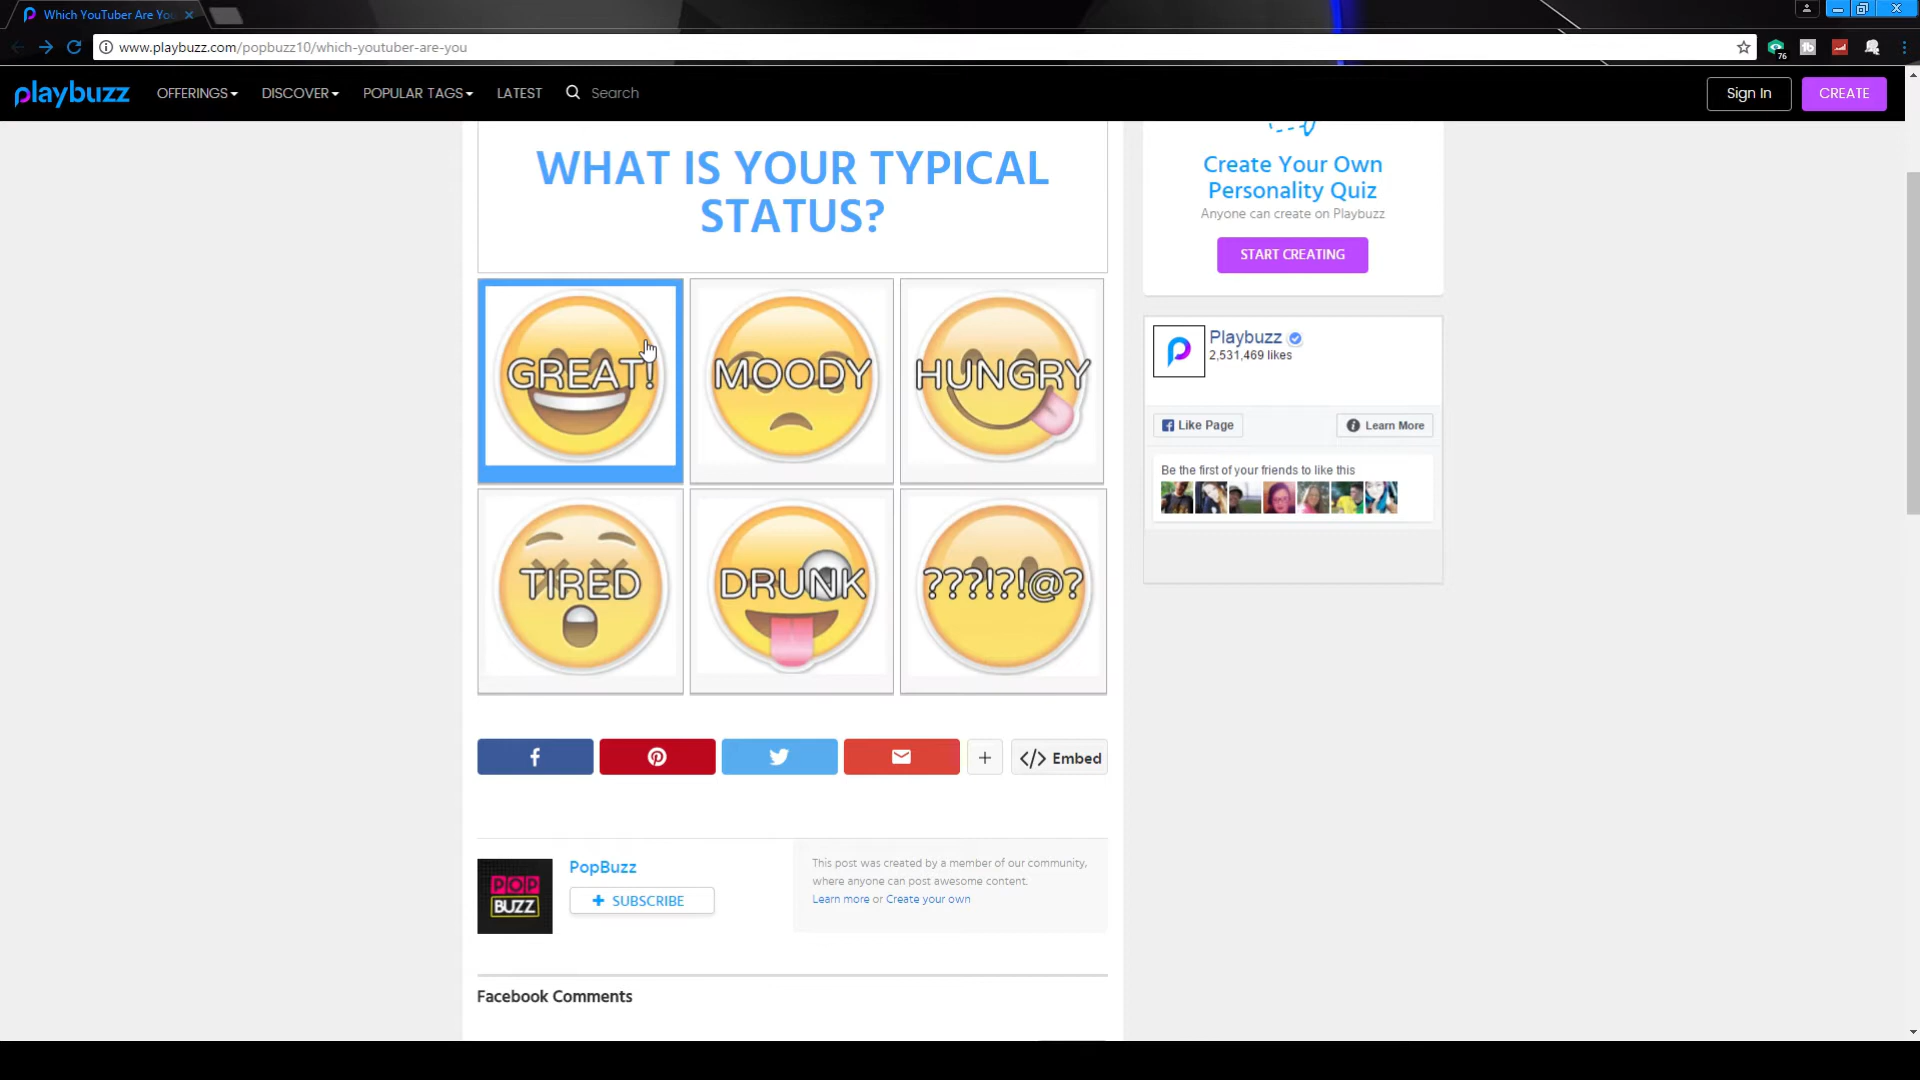 Which YouTuber Are Yo
www.playbuzz.com/popbuzz10/which-youtuber-are-you
76
playbuzz
OFFERINGS
DISCOVER
POPULAR TAGS
LATEST
Search
Sign In
CREATE
WHAT IS YOUR TYPICAL
STATUS?
GREAT!
MOODY
HUNGRY
TIRED
DRUNK
???!?!@?
Create Your Own
Personality Quiz
Anyone can create on Playbuzz
START CREATING
Playbuzz
2,531,469 likes
Like Page
Learn More
Be the first of your friends to like this
</> Embed
POP
BUZZ
PopBuzz
+ SUBSCRIBE
This post was created by a member of our community,
where anyone can post awesome content.
Learn more or Create your own
Facebook Comments